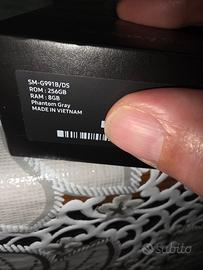 SM-G991B/DS
ROM : 256GB
RAM : 8GB
Phantom Gray
MADE IN VIETNAM
subito